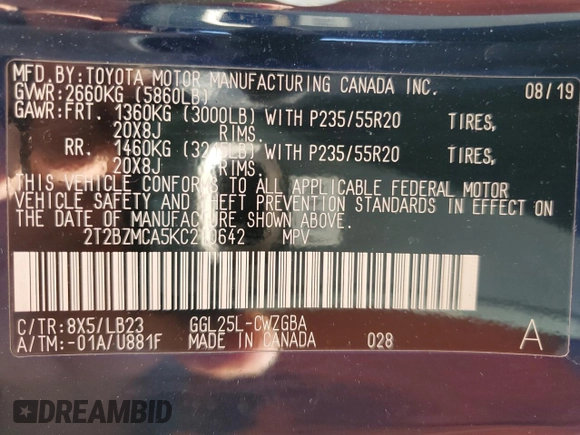 MFD.BY:TOYOTA MOTOR MANUFACTURING CANADA INC. 08/19
GVWR:2660KG (5860LB)
GAWR:FRT. 1360KG (3000LB) WITH P235/55R20 TIRES,
20X8J RIMS.
RR. 1460KG WITH P235/55R20 TIRES,
20X8J RIMS.
THIS VEHICLE CONFORMS TO ALL APPLICABLE FEDERAL MOTOR
VEHICLE SAFETY AND THEFT PREVENTION STANDARDS IN EFFECT ON
THE DATE OF MANUFACTURE SHOWN ABOVE.
MPV
C/TR:8X5/LB23 GGL25L-CWZGBA
A/TM:-01A/U881F MADE IN CANADA 028 A
DREAMBID